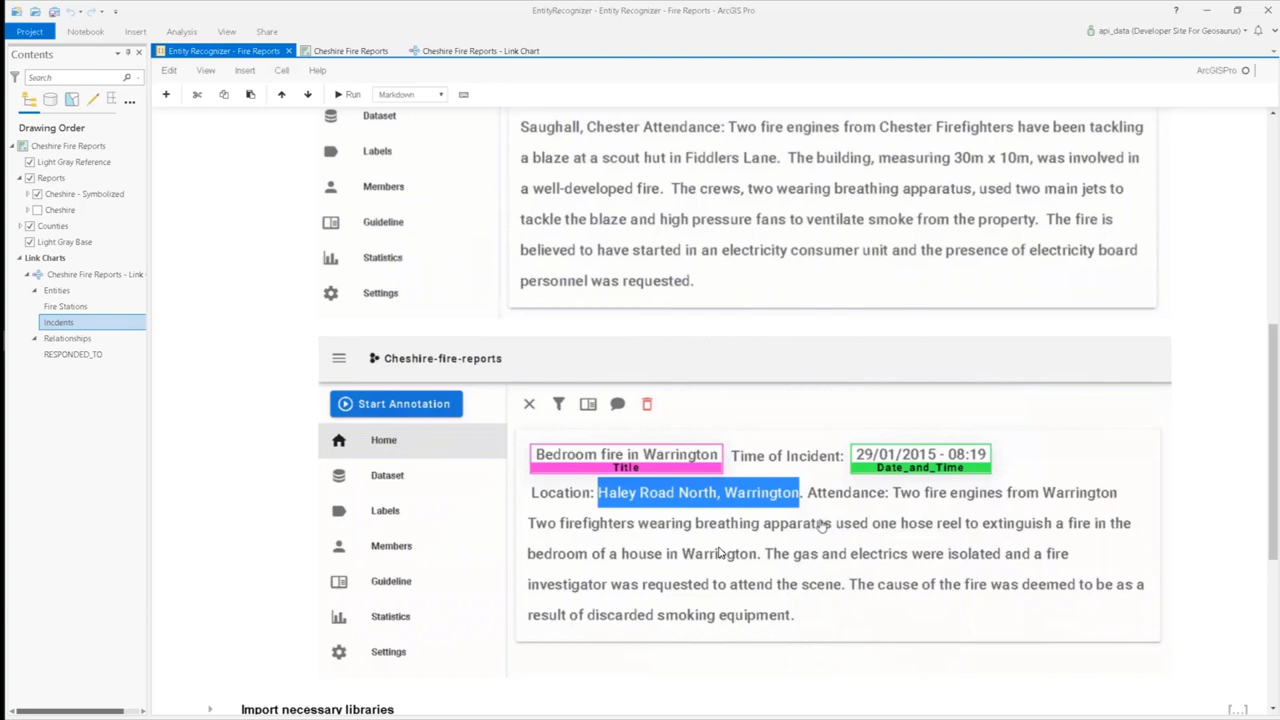 EntityRecognizer - Entity Recognizer - Fire Reports - ArcGIS Pro
?
Project
Notebook
Insert
Analysis
View
Share
api_data (Developer Site For Geosaurus)
Contents
Search
Drawing Order
Cheshire Fire Reports
Light Gray Reference
Reports
Cheshire - Symbolized
Cheshire
Counties
Light Gray Base
Link Charts
Cheshire Fire Reports - Link
Entities
Fire Stations
Incdents
Relationships
RESPONDED_TO
Entity Recognizer - Fire Reports
Cheshire Fire Reports
Cheshire Fire Reports - Link Chart
Edit
View
Insert
Cell
Help
ArcGISPro
Run
Markdown
Dataset
Labels
Members
Guideline
Statistics
Settings
Saughall, Chester Attendance: Two fire engines from Chester Firefighters have been tackling
a blaze at a scout hut in Fiddlers Lane. The building, measuring 30m x 10m, was involved in
a well-developed fire. The crews, two wearing breathing apparatus, used two main jets to
tackle the blaze and high pressure fans to ventilate smoke from the property. The fire is
believed to have started in an electricity consumer unit and the presence of electricity board
personnel was requested.
Cheshire-fire-reports
Start Annotation
Home
Dataset
Labels
Members
Guideline
Statistics
Settings
Bedroom fire in Warrington Time of Incident: 29/01/2015 - 08:19
Title Date_and_Time
Location: Haley Road North, Warrington. Attendance: Two fire engines from Warrington
Two firefighters wearing breathing apparatus used one hose reel to extinguish a fire in the
bedroom of a house in Warrington. The gas and electrics were isolated and a fire
investigator was requested to attend the scene. The cause of the fire was deemed to be as a
result of discarded smoking equipment.
Import necessary libraries
[...]